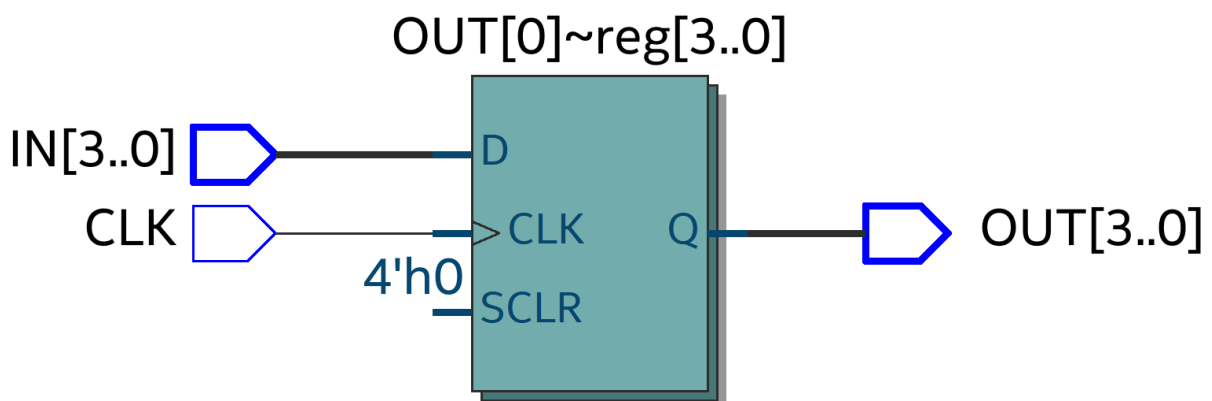 OUT[0]~reg[3..0]
IN[3..0]
D
CLK
CLK
Q
OUT[3..0]
4'h0
SCLR